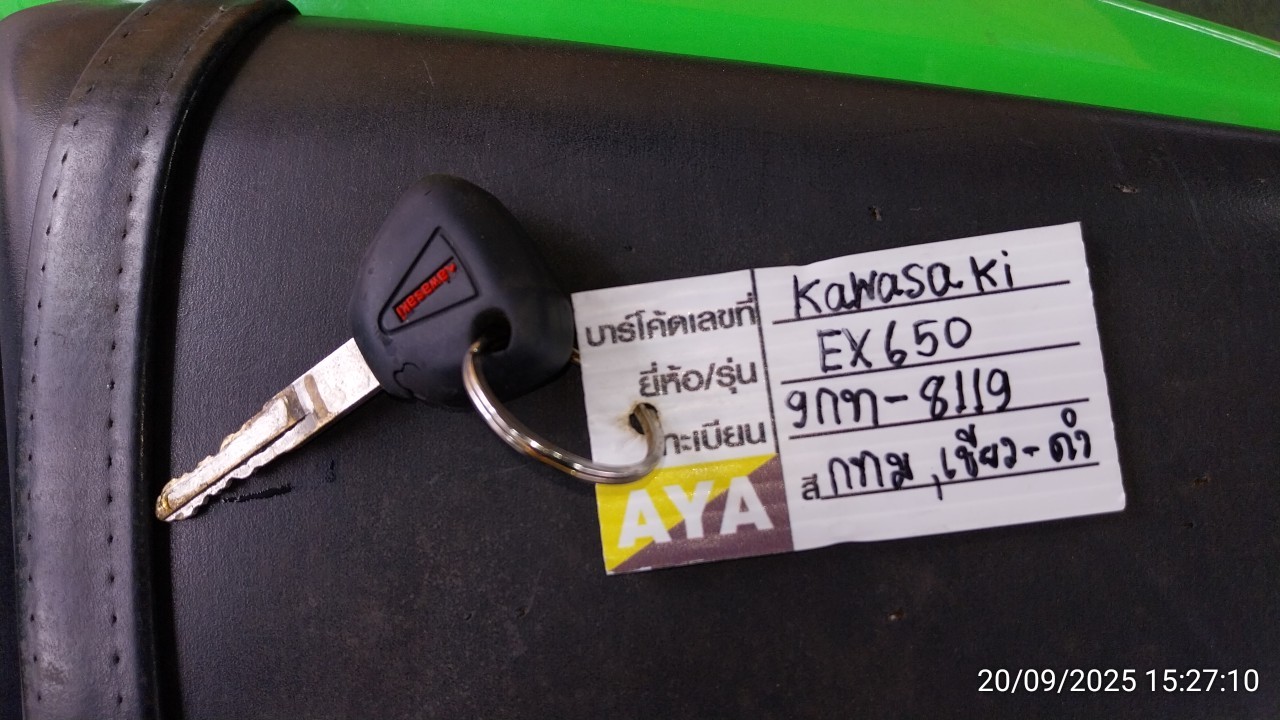 Kawasaki
บาร์โค้ดเลขที่ Kawasaki
ยี่ห้อ/รุ่น EX650
ทะเบียน 9กท-8119
สี กทม,เขียว-ดำ
AYA
20/09/2025 15:27:10